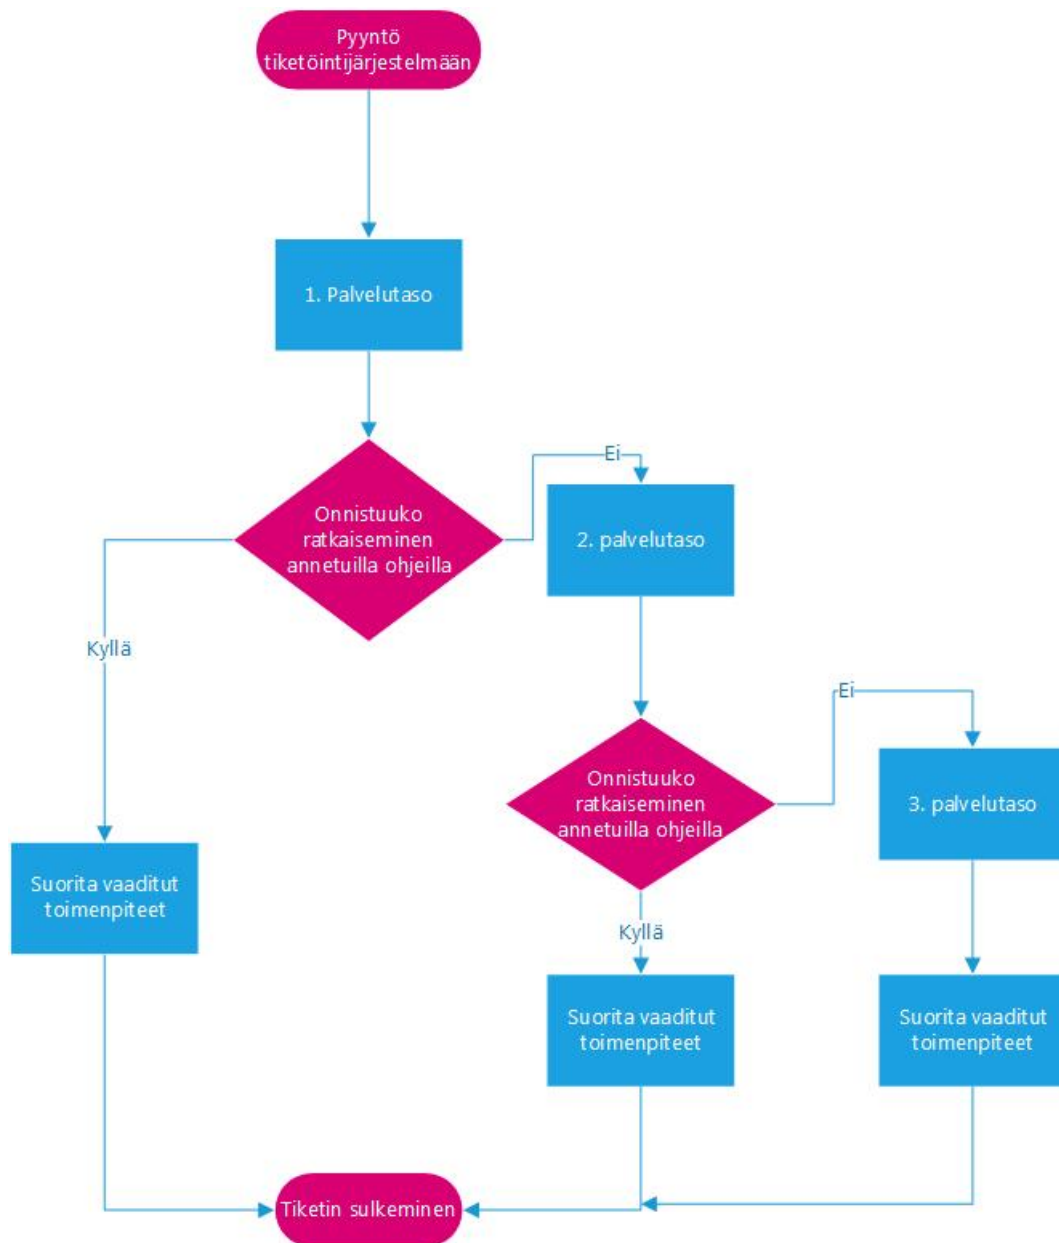 Pyyntö
tiketöintijärjestelmään
1. Palvelutaso
Onnistuuko
ratkaiseminen
annetuilla ohjeilla
Ei
2. palvelutaso
Kyllä
Onnistuuko
ratkaiseminen
annetuilla ohjeilla
Ei
3. palvelutaso
Suorita vaaditut
toimenpiteet
Kyllä
Suorita vaaditut
toimenpiteet
Suorita vaaditut
toimenpiteet
Tiketin sulkeminen